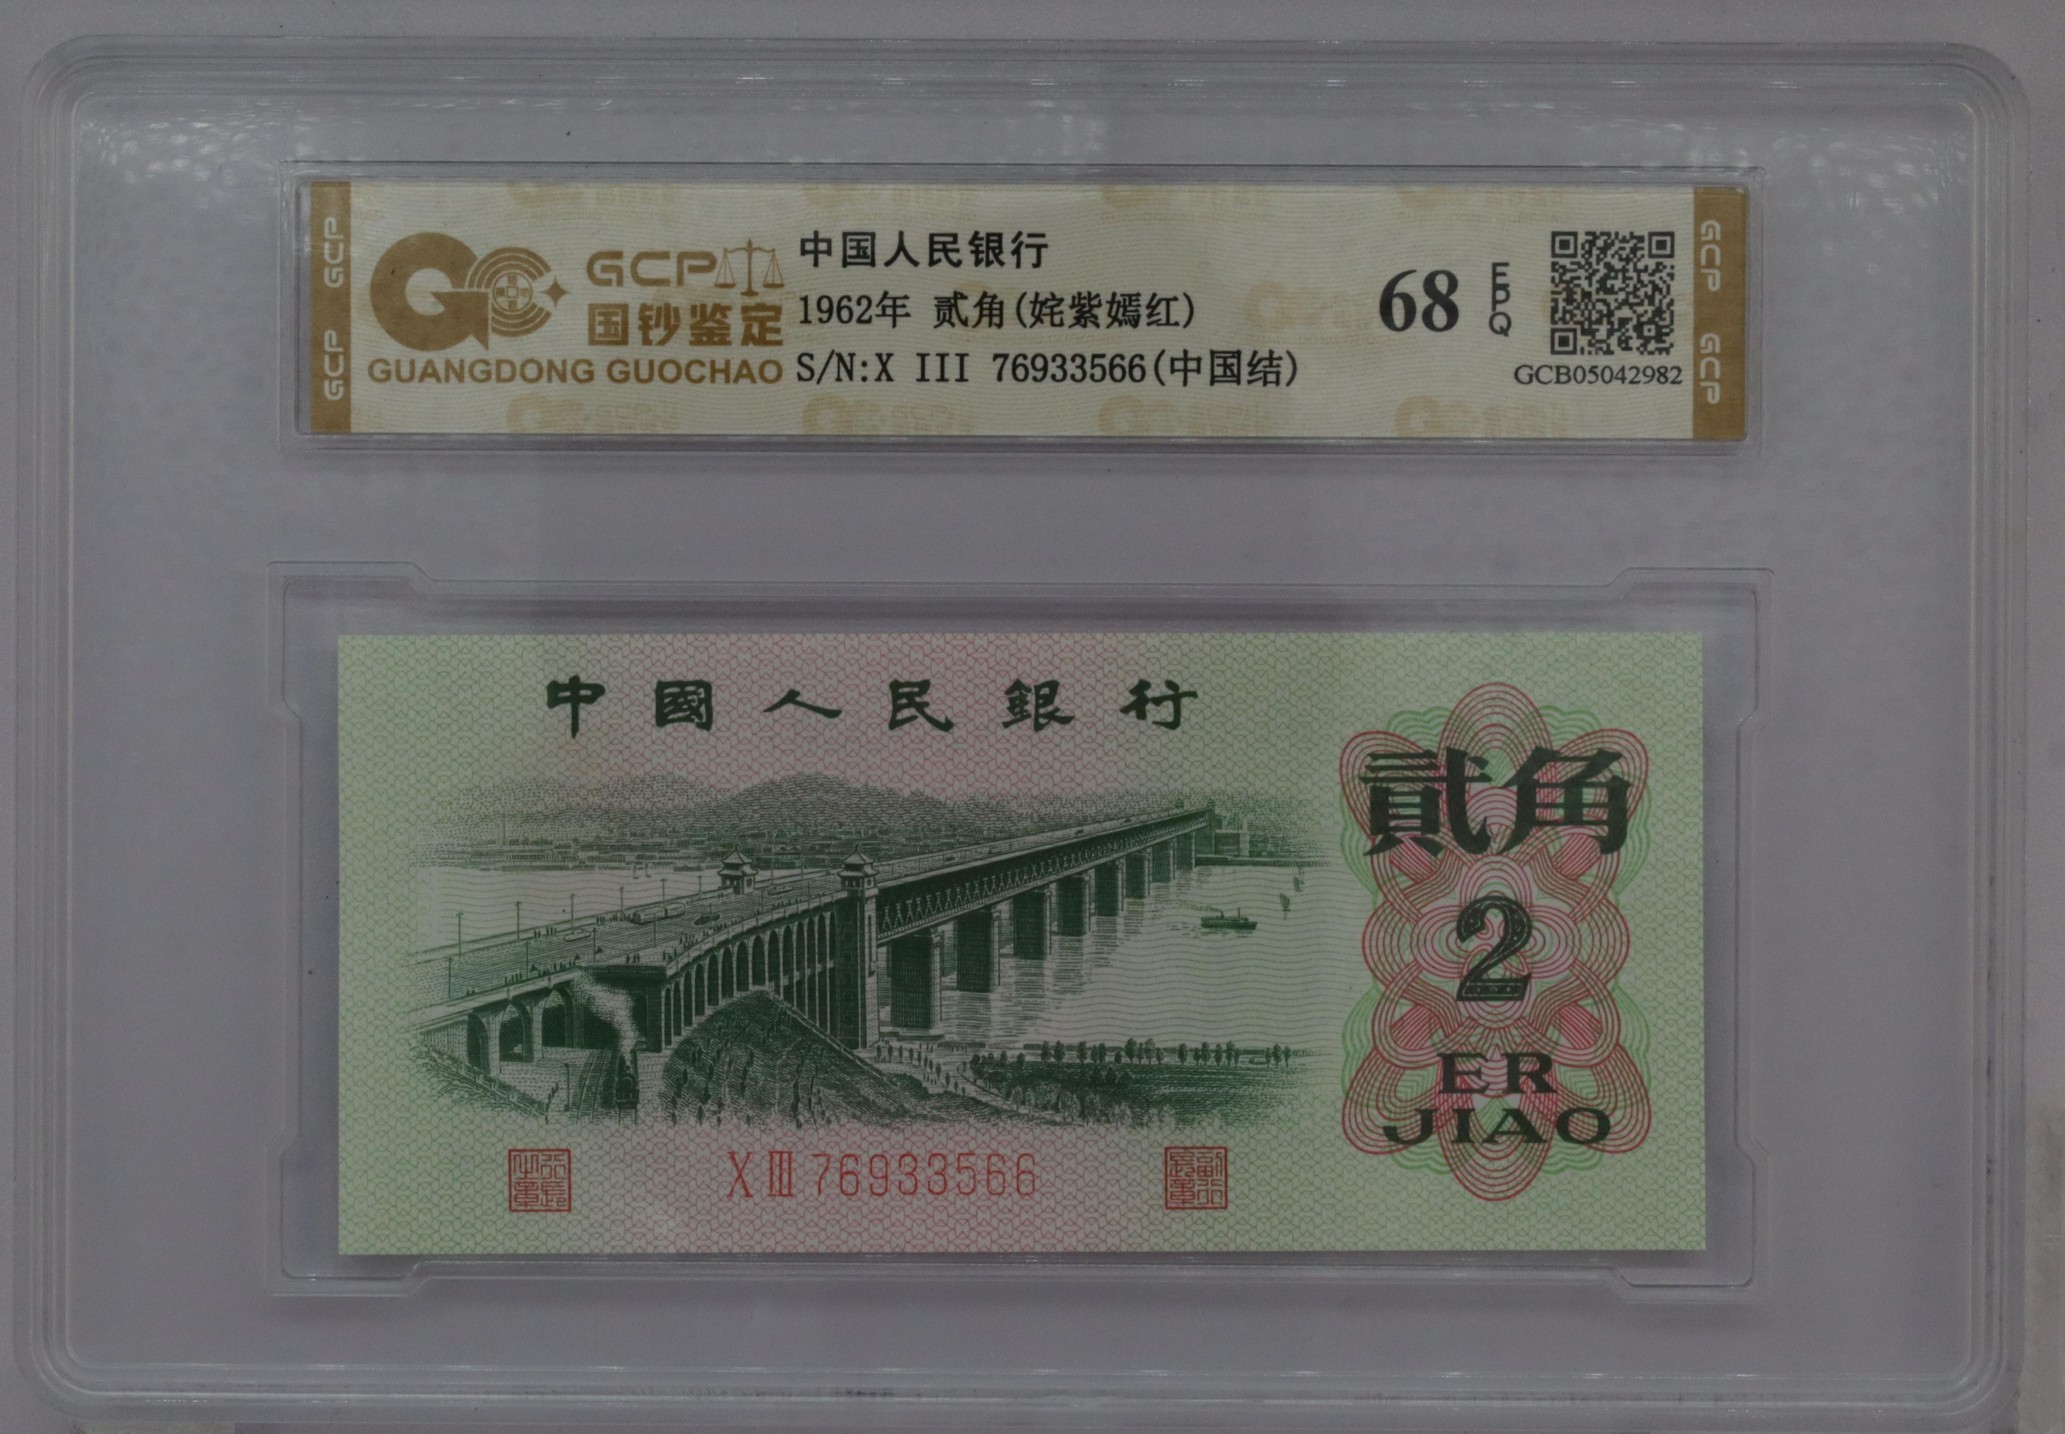 GCP
GCP
GCP
国钞鉴定
GUANGDONG GUOCHAO
中国人民银行
1962年 贰角(姹紫嫣红)
S/N:X III 76933566(中国结)
68
EPQ
GCB05042982
GCP
GCP
中國人民銀行
貳角
2
ER
JIAO
X III 76933566